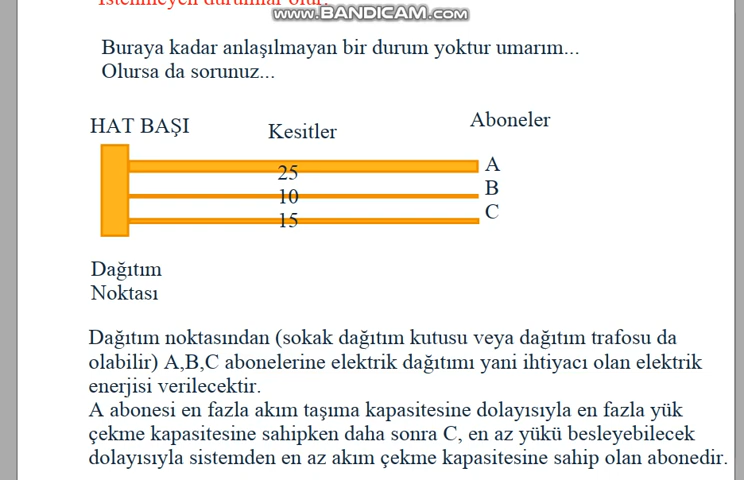 İstenmeyen durumlar olur.
www.BANDICAM.com
Buraya kadar anlaşılmayan bir durum yoktur umarım...
Olursa da sorunuz...
HAT BAŞI
Kesitler
Aboneler
25
A
10
B
15
C
Dağıtım
Noktası
Dağıtım noktasından (sokak dağıtım kutusu veya dağıtım trafosu da
olabilir) A,B,C abonelerine elektrik dağıtımı yani ihtiyacı olan elektrik
enerjisi verilecektir.
A abonesi en fazla akım taşıma kapasitesine dolayısıyla en fazla yük
çekme kapasitesine sahipken daha sonra C, en az yükü besleyebilecek
dolayısıyla sistemden en az akım çekme kapasitesine sahip olan abonedir.